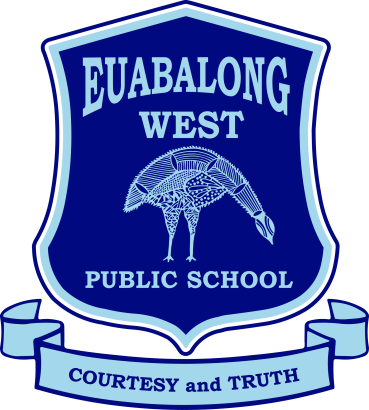 EUABALONG
WEST
PUBLIC SCHOOL
COURTESY and TRUTH